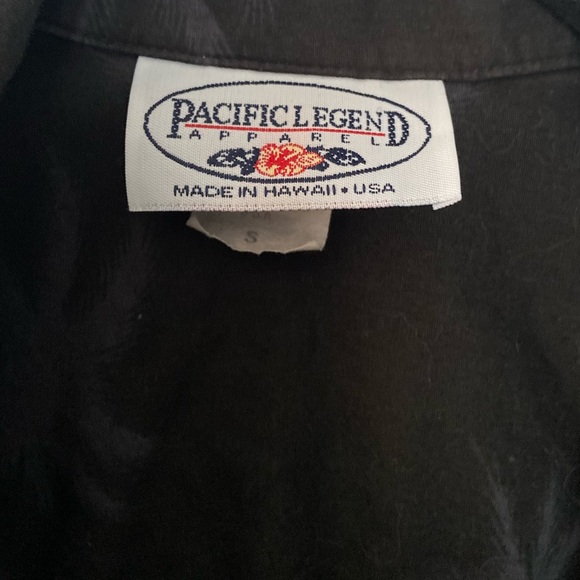 PACIFIC LEGEND
APPAREL
MADE IN HAWAII • USA
S